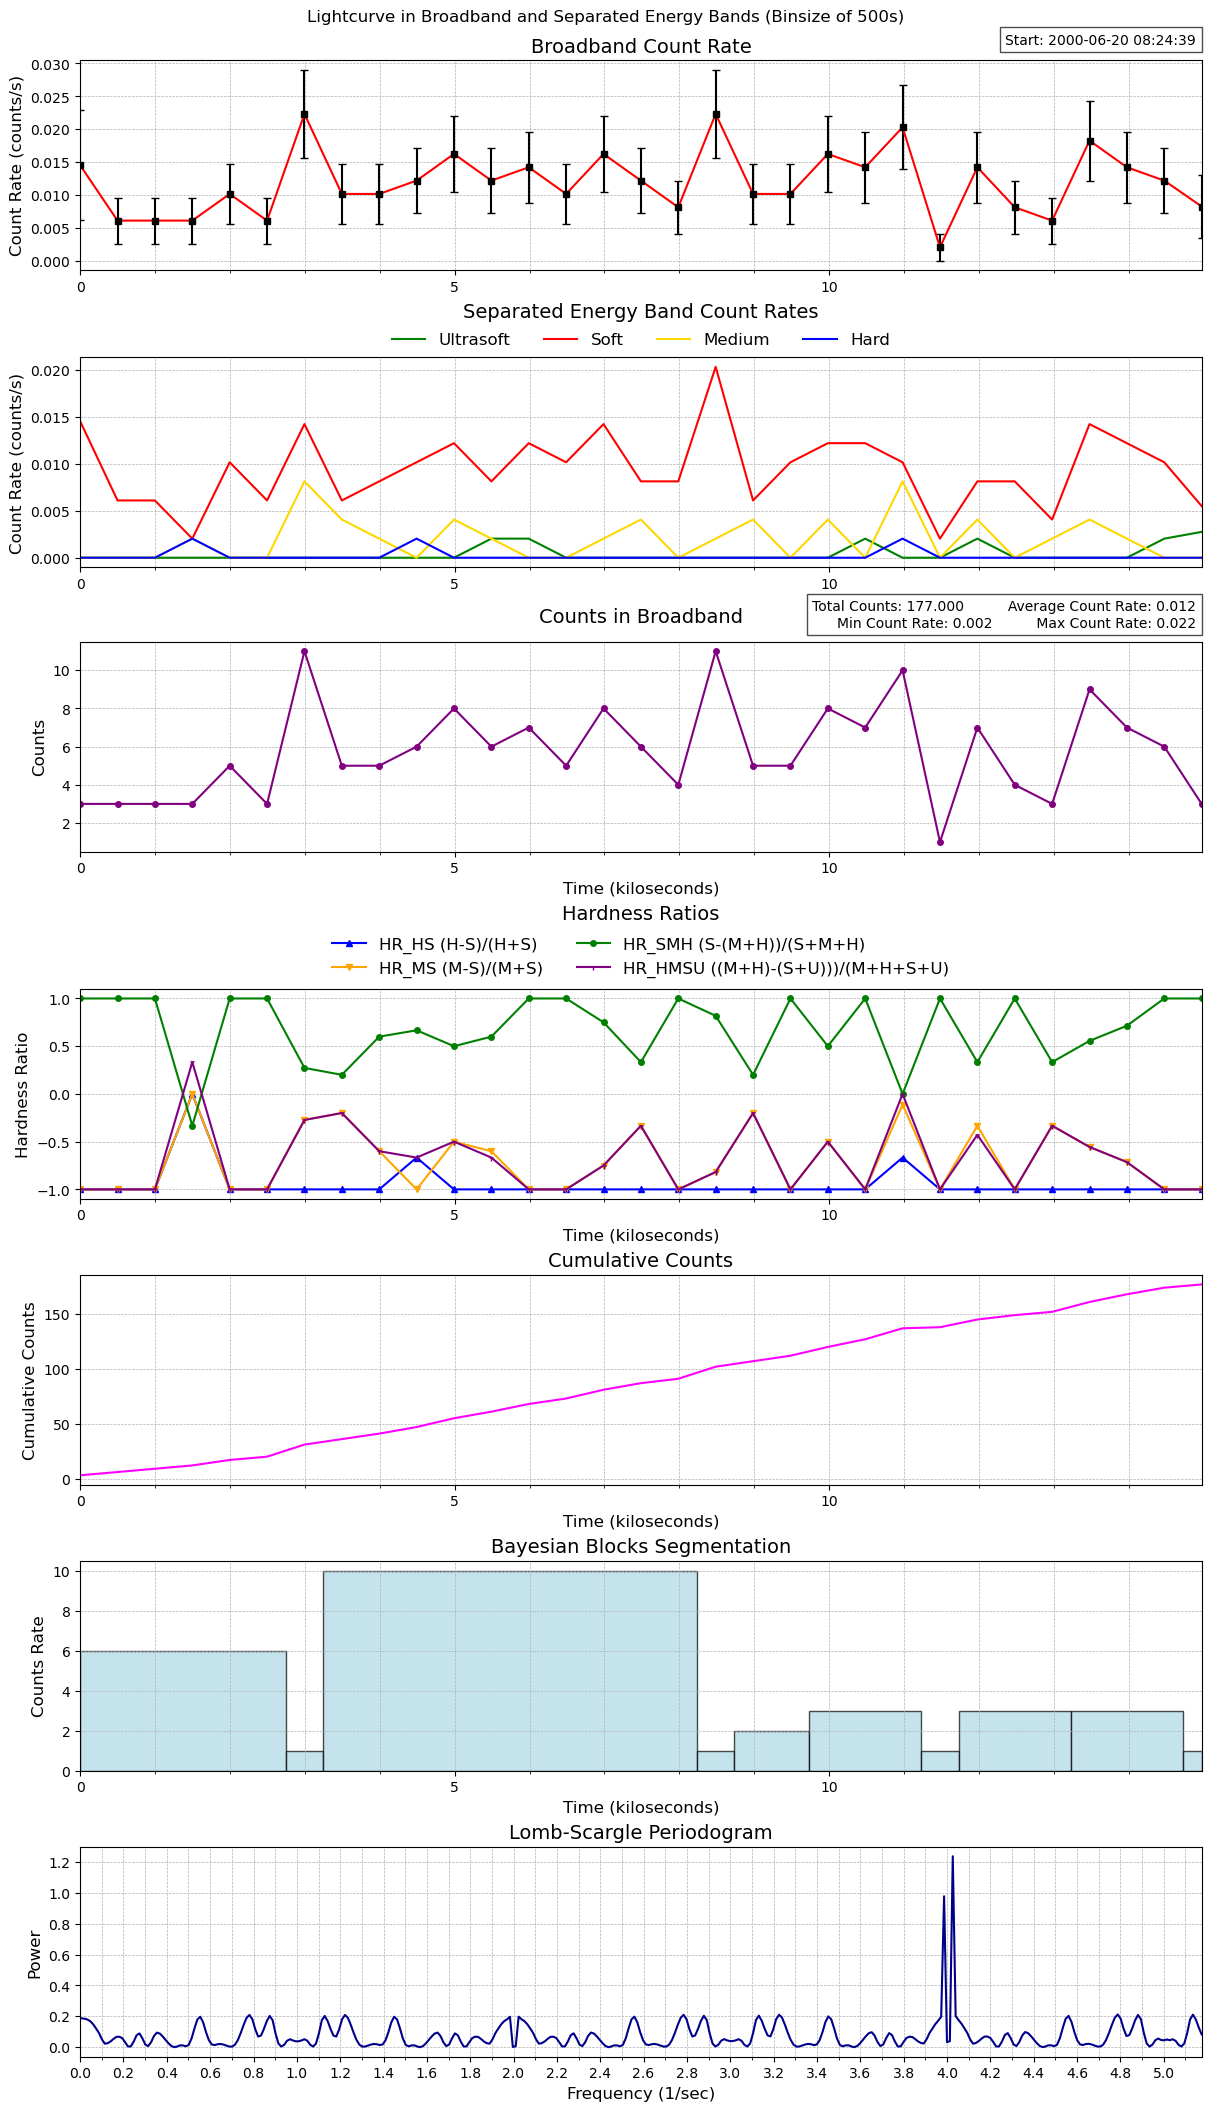 Lightcurve in Broadband and Separated Energy Bands (Binsize of 500s)
Start: 2000-06-20 08:24:39
Broadband Count Rate
Count Rate (counts/s)
0.030
0.025
0.020
0.015
0.010
0.005
0.000
0 5 10
Separated Energy Band Count Rates
Ultrasoft Soft Medium Hard
Count Rate (counts/s)
0.020
0.015
0.010
0.005
0.000
0 5 10
Counts in Broadband
Total Counts: 177.000 Average Count Rate: 0.012
Min Count Rate: 0.002 Max Count Rate: 0.022
Counts
10
8
6
4
2
0 5 10
Time (kiloseconds)
Hardness Ratios
HR_HS (H-S)/(H+S) HR_SMH (S-(M+H))/(S+M+H)
HR_MS (M-S)/(M+S) HR_HMSU ((M+H)-(S+U)))/(M+H+S+U)
Hardness Ratio
1.0
0.5
0.0
−0.5
−1.0
0 5 10
Time (kiloseconds)
Cumulative Counts
Cumulative Counts
150
100
50
0
0 5 10
Time (kiloseconds)
Bayesian Blocks Segmentation
Counts Rate
10
8
6
4
2
0
0 5 10
Time (kiloseconds)
Lomb-Scargle Periodogram
Power
1.2
1.0
0.8
0.6
0.4
0.2
0.0
0.0 0.2 0.4 0.6 0.8 1.0 1.2 1.4 1.6 1.8 2.0 2.2 2.4 2.6 2.8 3.0 3.2 3.4 3.6 3.8 4.0 4.2 4.4 4.6 4.8 5.0
Frequency (1/sec)